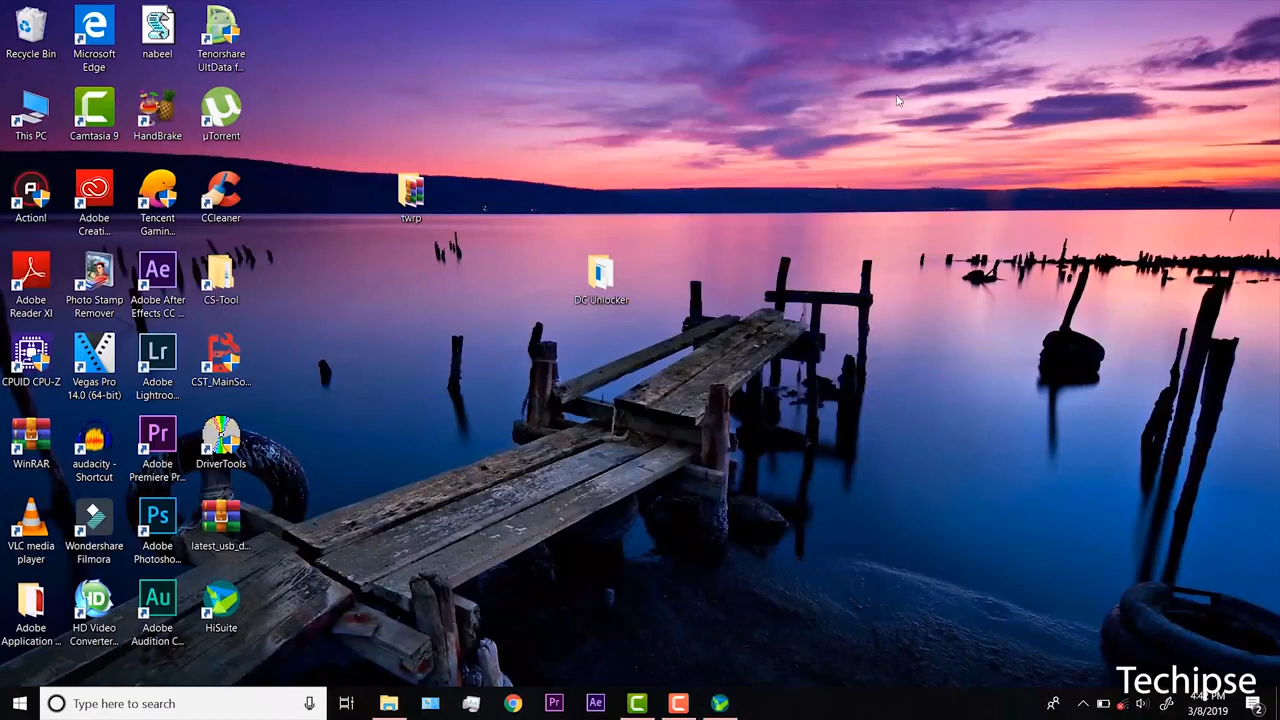 Recycle Bin
Microsoft
Edge
nabeel
Tenorshare
UltData f...
This PC
Camtasia 9
HandBrake
µTorrent
Action!
Adobe
Creati...
Tencent
Gamin...
CCleaner
twrp
Adobe
Reader XI
Photo Stamp
Remover
Adobe After
Effects CC ...
CS-Tool
DC Unlocker
CPUID CPU-Z
Vegas Pro
14.0 (64-bit)
Adobe
Lightroo...
CST_MainSo...
WinRAR
audacity -
Shortcut
Adobe
Premiere Pr...
DriverTools
VLC media
player
Wondershare
Filmora
Adobe
Photosho...
latest_usb_d...
Adobe
Application ...
HD Video
Converter...
Adobe
Audition C...
HiSuite
Type here to search
Techipse
3/8/2019